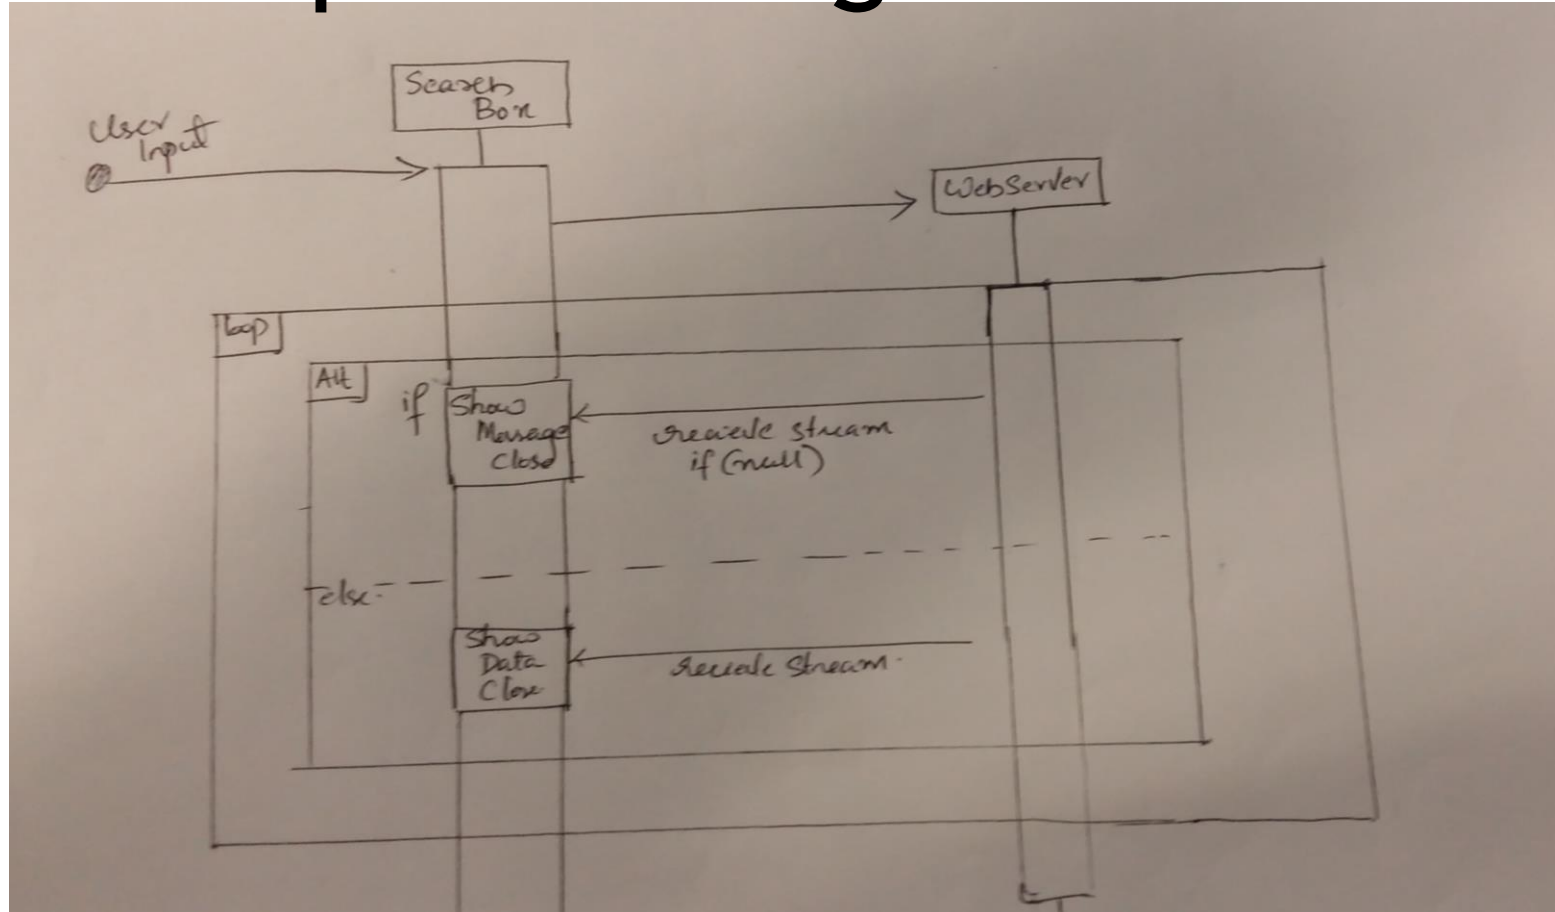 User
Input
Search
Box
WebServer
loop
Alt
if
Show
Message
Close
receive stream
if (null)
else
Show
Data
Close
receive stream